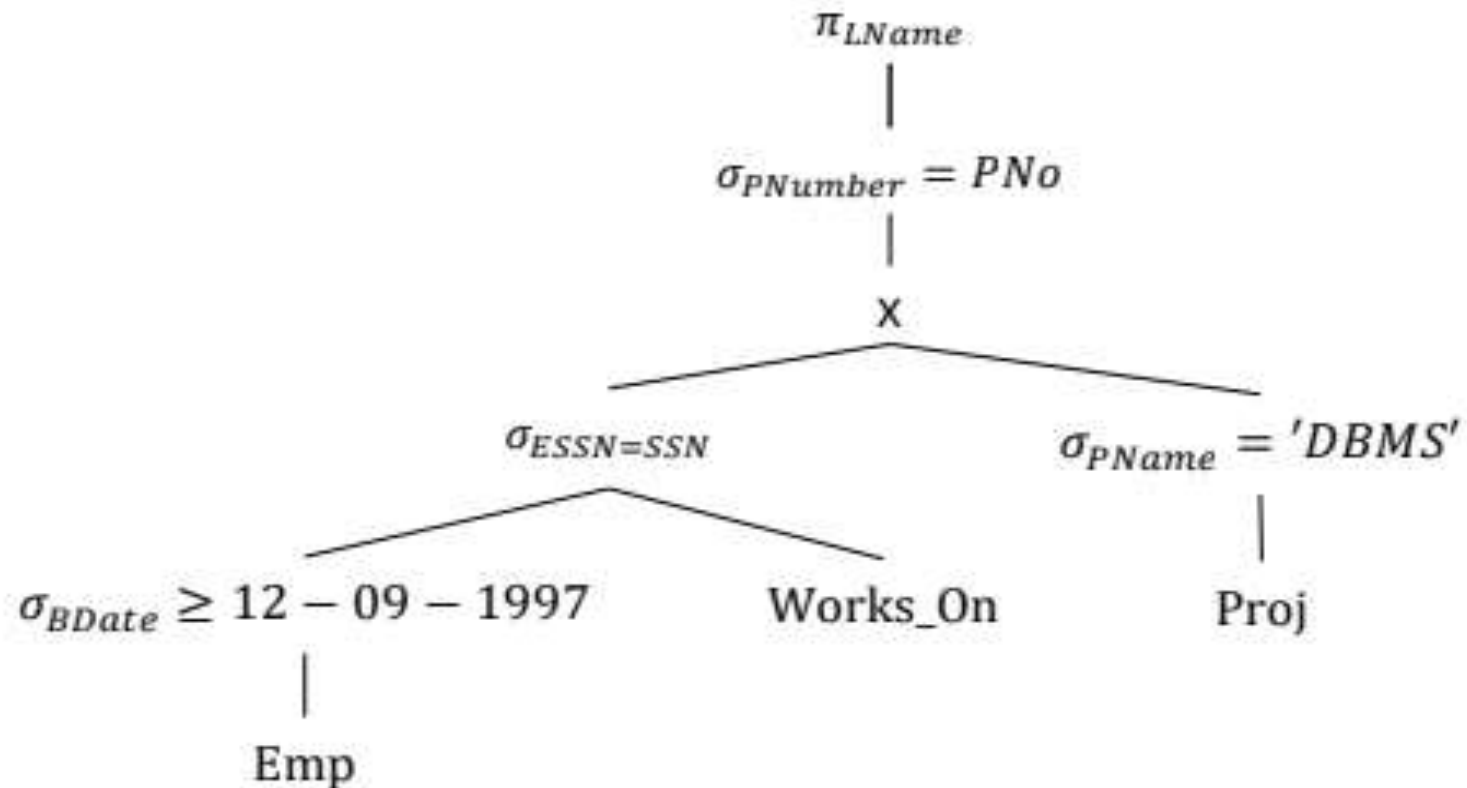 π_LName
σ_PNumber = PNo
X
σ_ESSN=SSN σ_PName = 'DBMS'
σ_BDate ≥ 12 − 09 − 1997 Works_On Proj
Emp